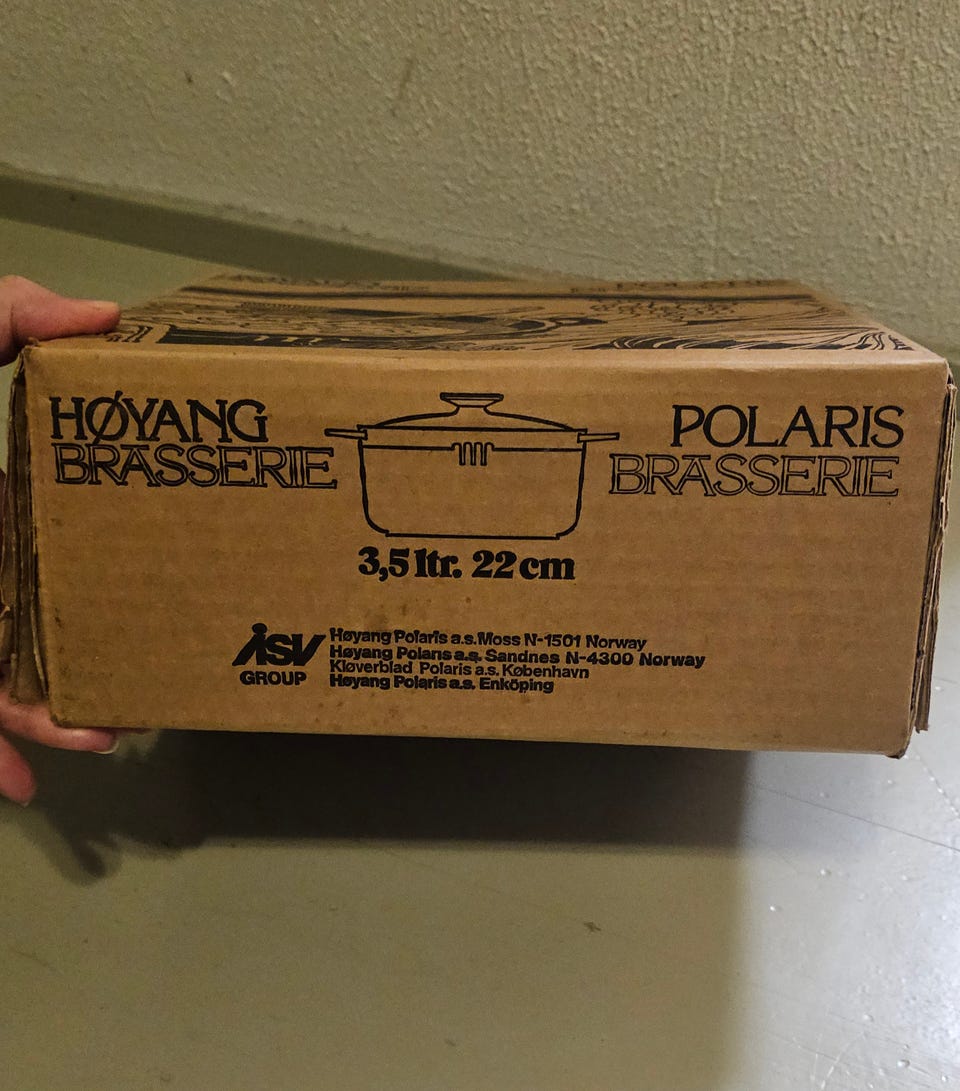 HØYANG
BRASSERIE
POLARIS
BRASSERIE
3,5 ltr. 22 cm
ÅSV
GROUP
Høyang Polaris a.s. Moss N-1501 Norway
Høyang Polaris a.s. Sandnes N-4300 Norway
Kløverblad Polaris a.s. København
Høyang Polaris a.s. Enköping